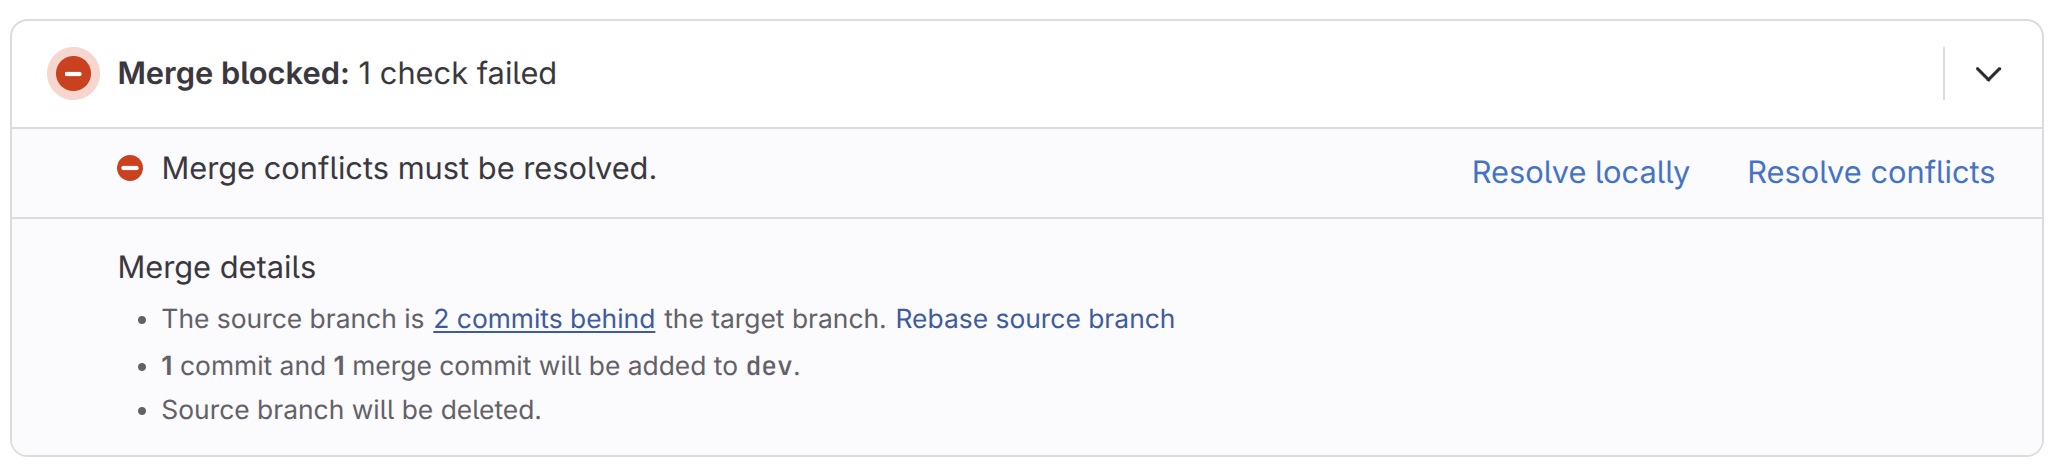 Merge blocked: 1 check failed
Merge conflicts must be resolved.
Resolve locally
Resolve conflicts
Merge details
The source branch is 2 commits behind the target branch. Rebase source branch
1 commit and 1 merge commit will be added to dev.
Source branch will be deleted.